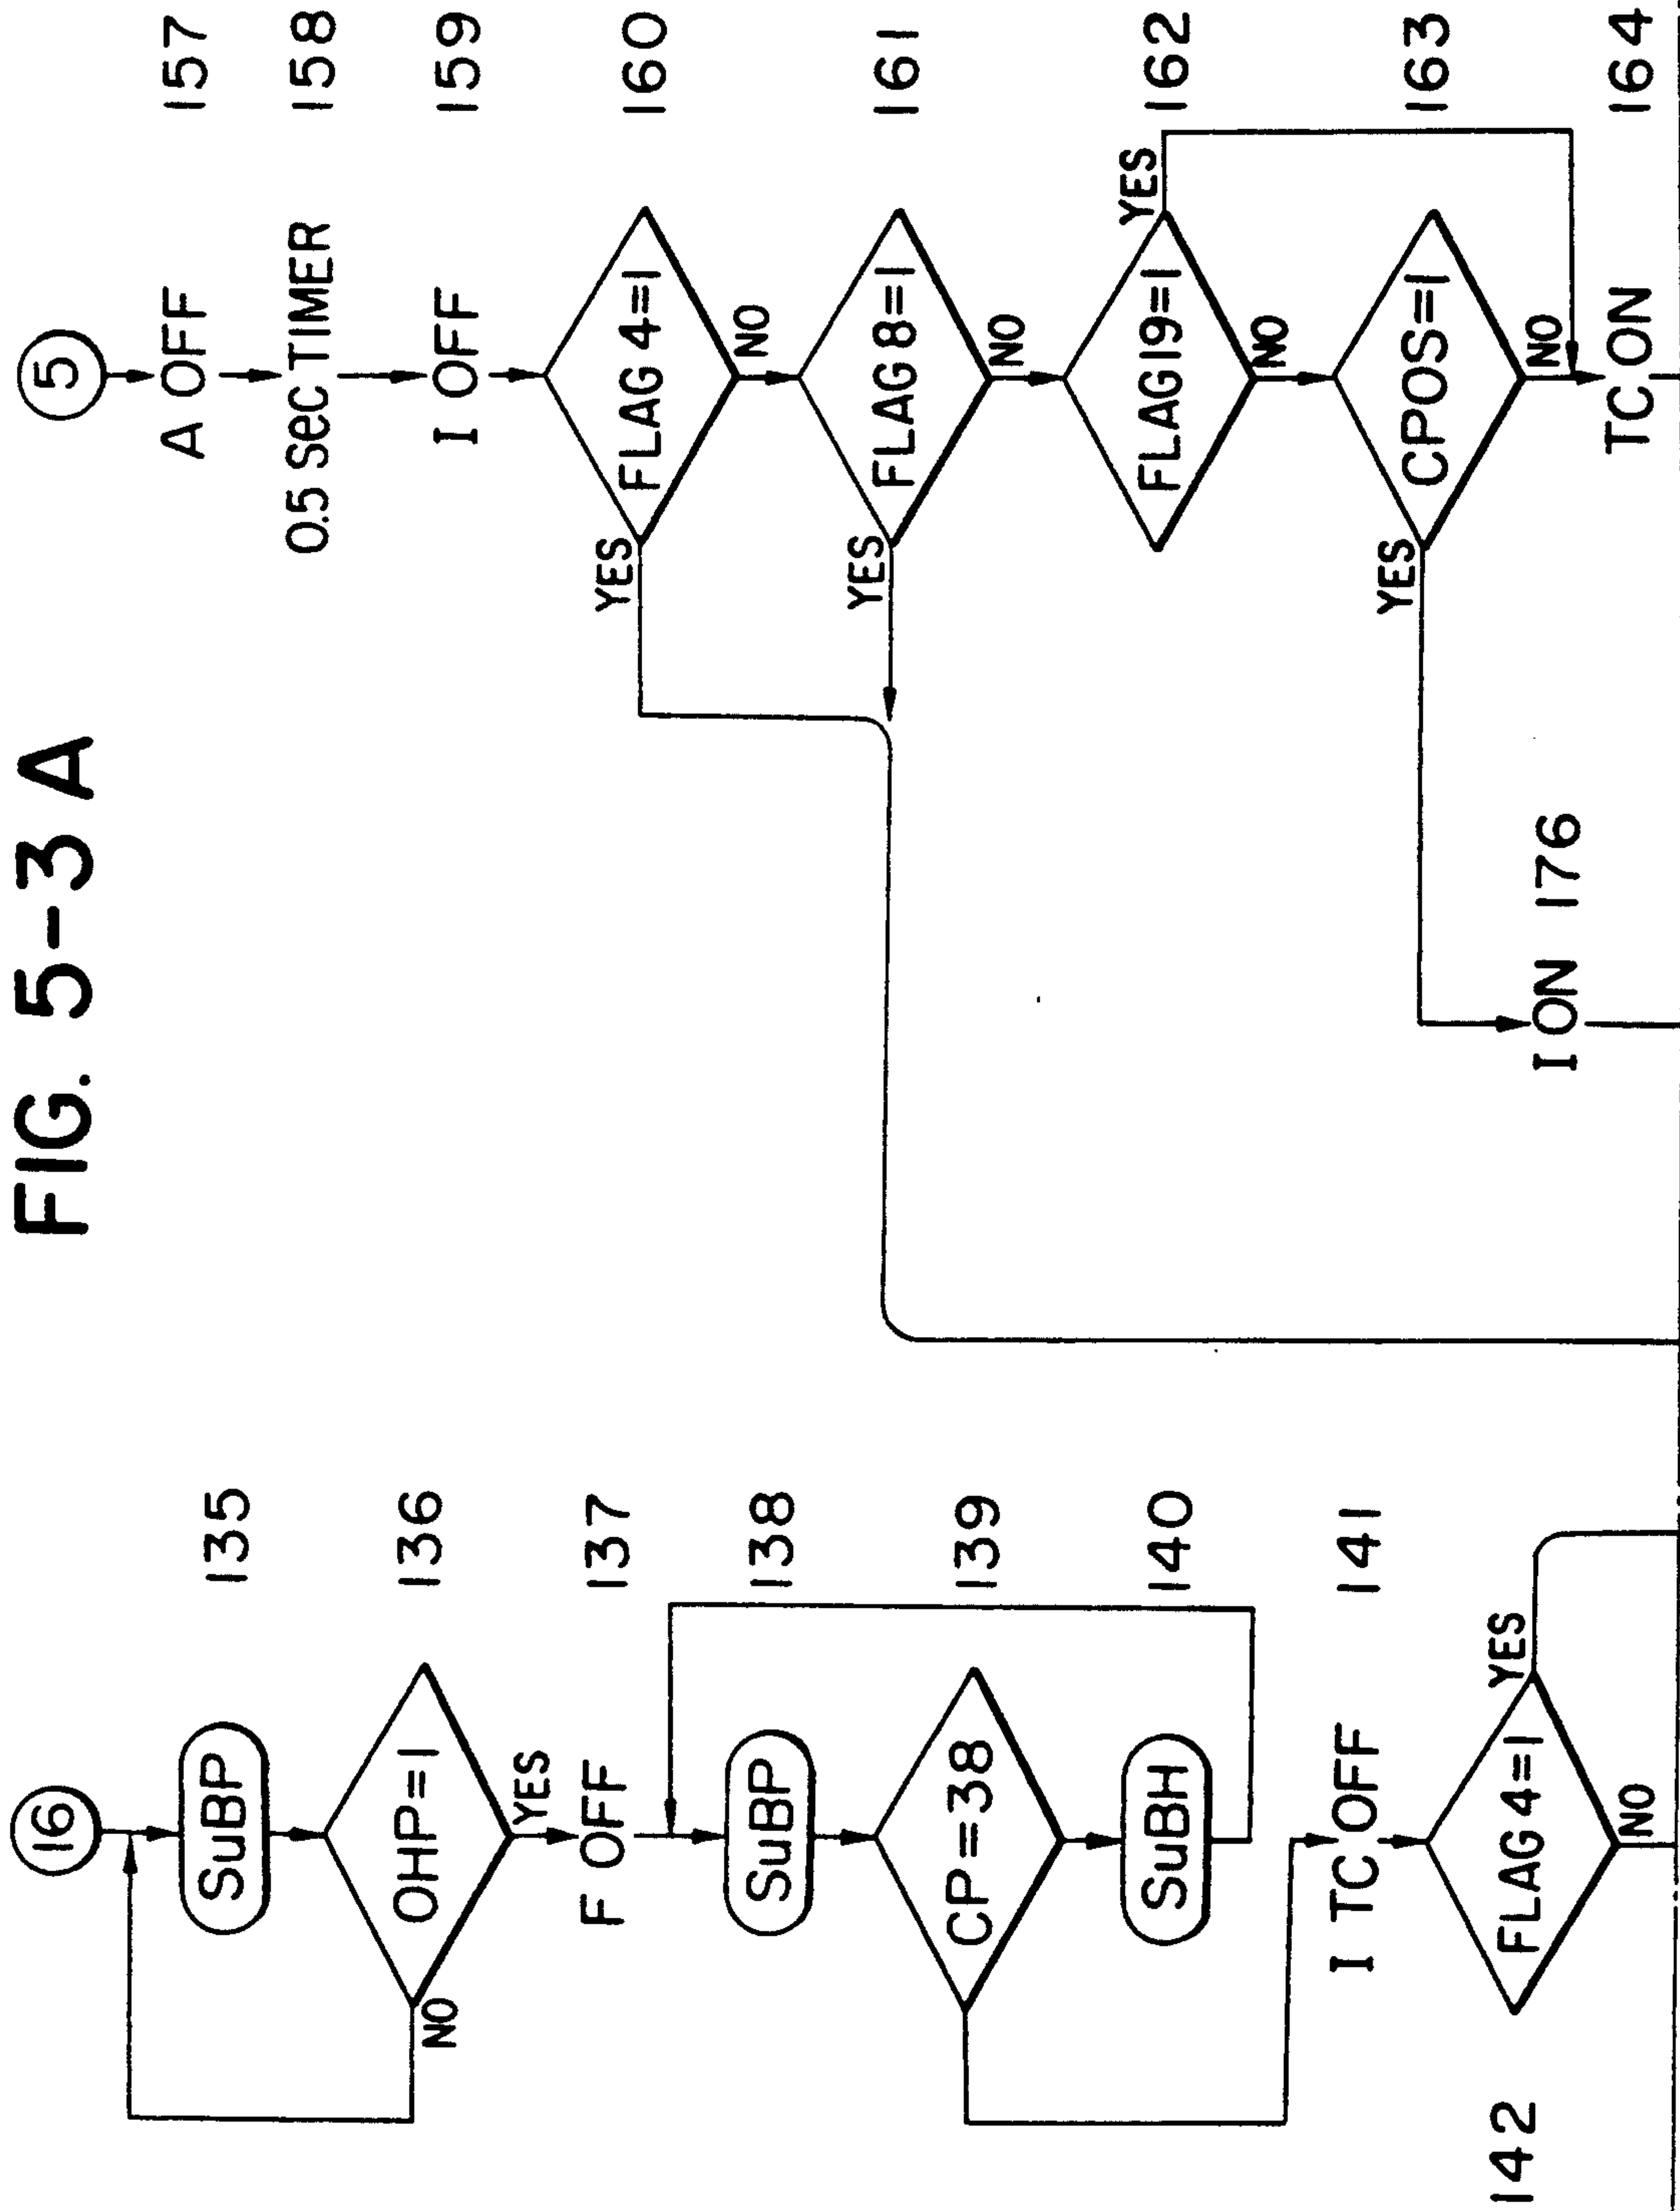 FIG. 5-3 A
16
SuBP 135
OHP=1 136
NO
YES
F OFF 137
SuBP 138
CP=38 139
SuBH 140
I TC OFF 141
142 FLAG 4=1 YES
NO
5
A OFF 157
0.5 Sec TIMER 158
I OFF 159
YES FLAG 4=1 160
NO
YES FLAG 8=1 161
NO
FLAG 19=1 YES 162
NO
YES CPOS=1 163
NO
I ON 176
TC ON 164